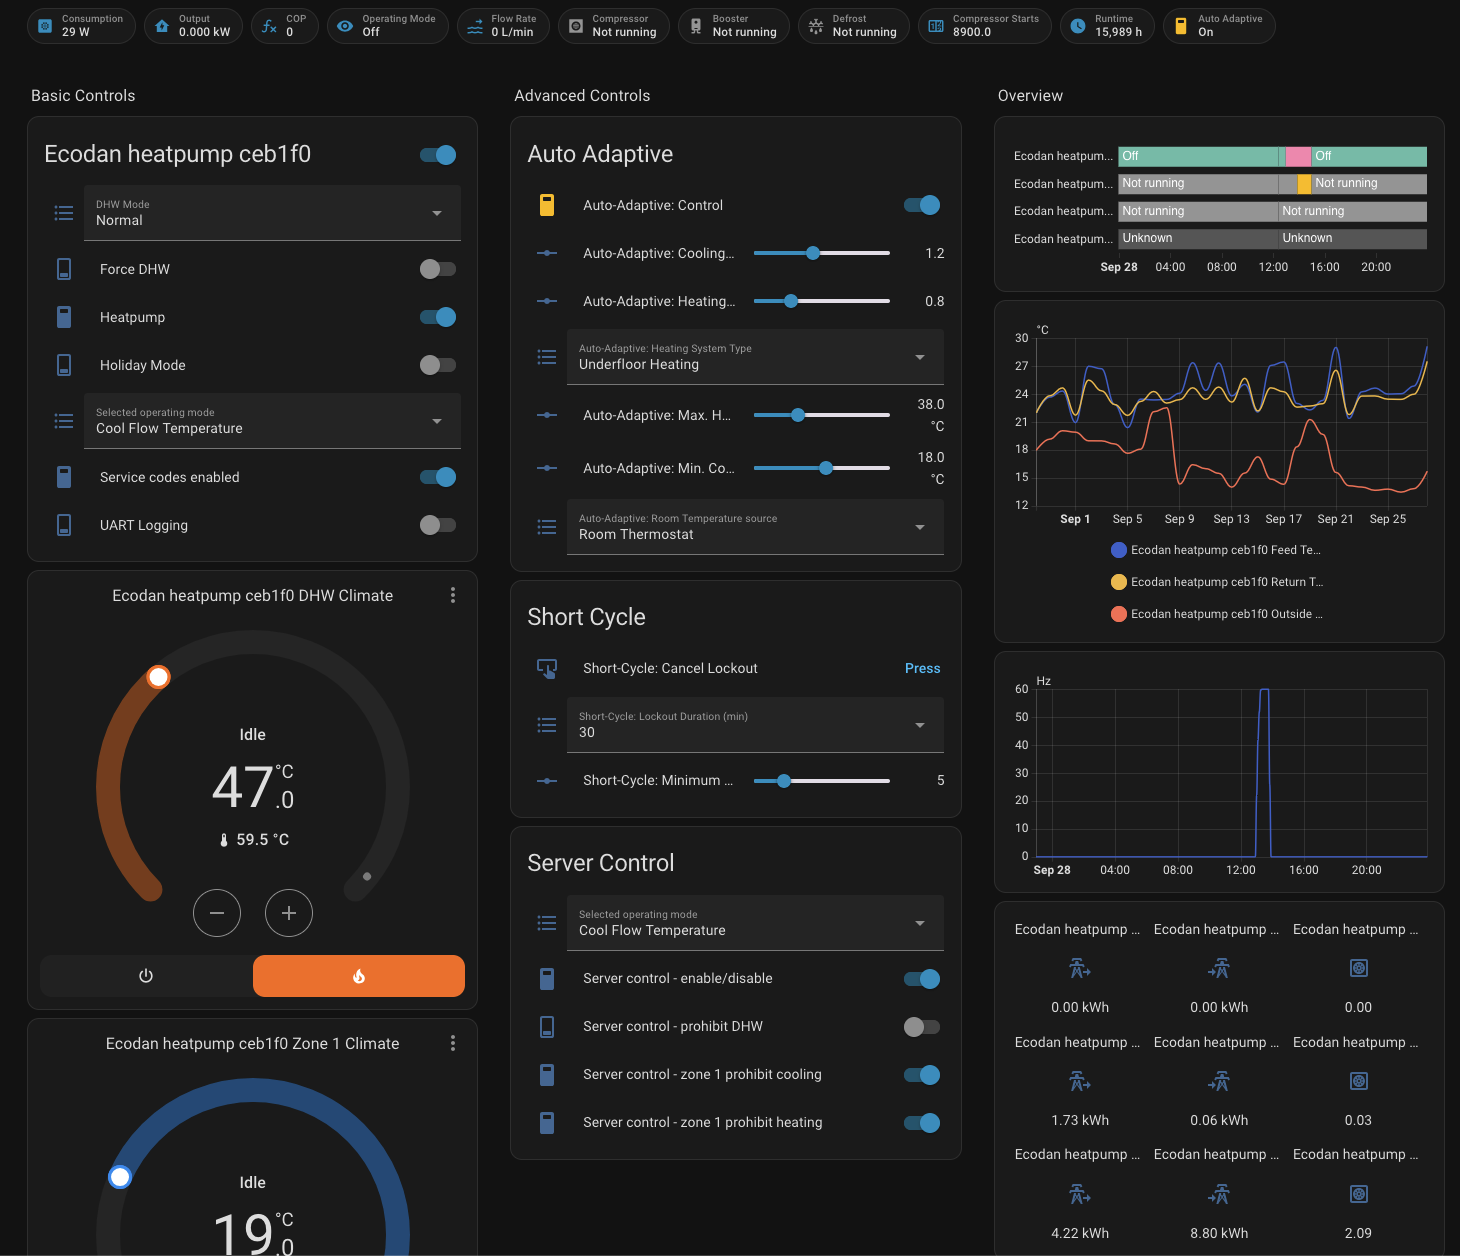 Consumption
29 W
Output
0.000 kW
COP
0
Operating Mode
Off
Flow Rate
0 L/min
Compressor
Not running
Booster
Not running
Defrost
Not running
Compressor Starts
8900.0
Runtime
15,989 h
Auto Adaptive
On
Basic Controls
Ecodan heatpump ceb1f0
DHW Mode
Normal
Force DHW
Heatpump
Holiday Mode
Selected operating mode
Cool Flow Temperature
Service codes enabled
UART Logging
Ecodan heatpump ceb1f0 DHW Climate
Idle
47.0 °C
59.5 °C
Ecodan heatpump ceb1f0 Zone 1 Climate
Idle
19.0 °C
Advanced Controls
Auto Adaptive
Auto-Adaptive: Control
Auto-Adaptive: Cooling... 1.2
Auto-Adaptive: Heating... 0.8
Auto-Adaptive: Heating System Type
Underfloor Heating
Auto-Adaptive: Max. H... 38.0 °C
Auto-Adaptive: Min. Co... 18.0 °C
Auto-Adaptive: Room Temperature source
Room Thermostat
Short Cycle
Short-Cycle: Cancel Lockout Press
Short-Cycle: Lockout Duration (min)
30
Short-Cycle: Minimum ... 5
Server Control
Selected operating mode
Cool Flow Temperature
Server control - enable/disable
Server control - prohibit DHW
Server control - zone 1 prohibit cooling
Server control - zone 1 prohibit heating
Overview
Ecodan heatpum... Off Off
Ecodan heatpum... Not running Not running
Ecodan heatpum... Not running Not running
Ecodan heatpum... Unknown Unknown
Sep 28 04:00 08:00 12:00 16:00 20:00
°C
30
27
24
21
18
15
12
Sep 1 Sep 5 Sep 9 Sep 13 Sep 17 Sep 21 Sep 25
Ecodan heatpump ceb1f0 Feed Te...
Ecodan heatpump ceb1f0 Return T...
Ecodan heatpump ceb1f0 Outside ...
Hz
60
50
40
30
20
10
0
Sep 28 04:00 08:00 12:00 16:00 20:00
Ecodan heatpump ... Ecodan heatpump ... Ecodan heatpump ...
0.00 kWh 0.00 kWh 0.00
Ecodan heatpump ... Ecodan heatpump ... Ecodan heatpump ...
1.73 kWh 0.06 kWh 0.03
Ecodan heatpump ... Ecodan heatpump ... Ecodan heatpump ...
4.22 kWh 8.80 kWh 2.09